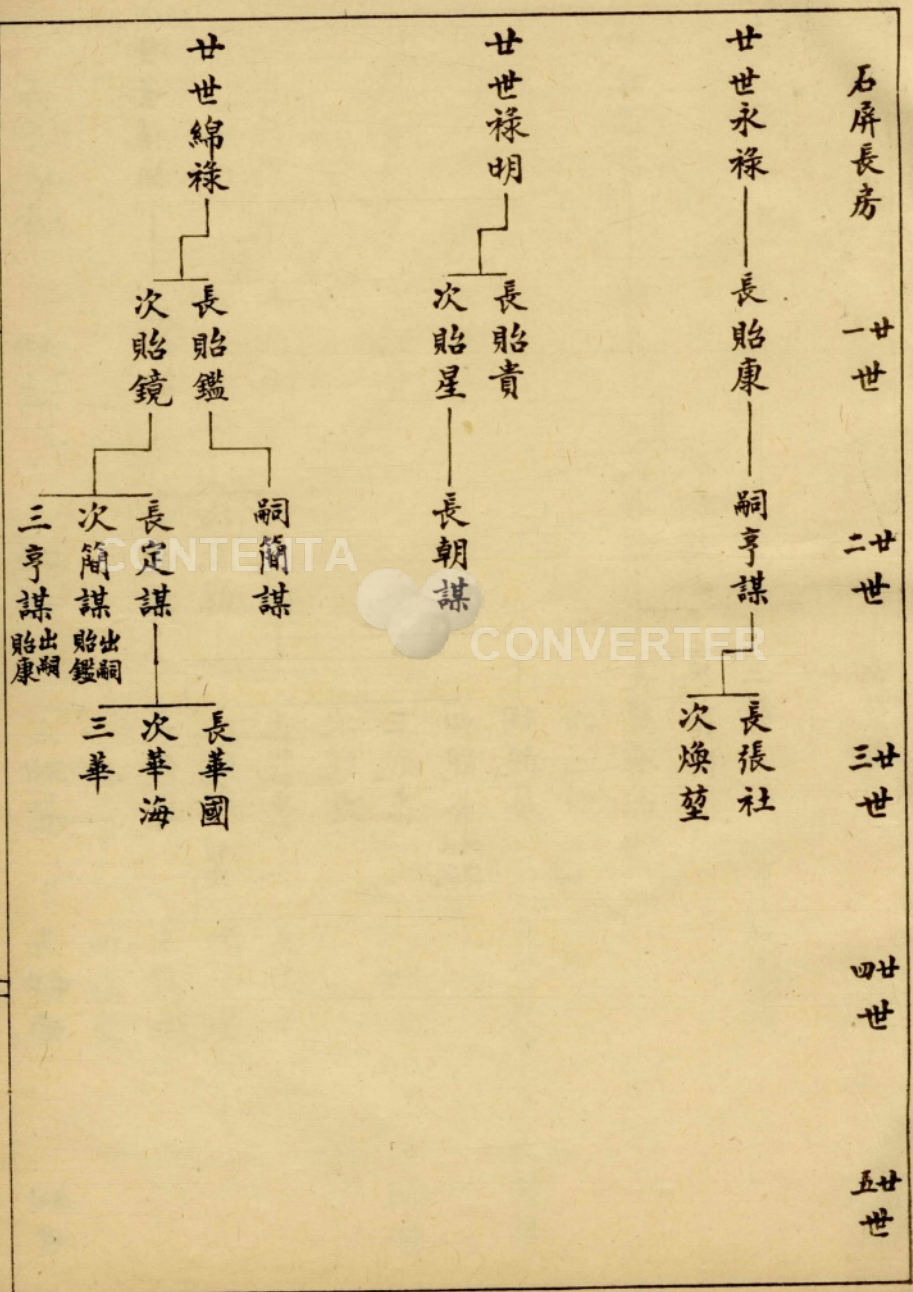 石屏長房
廿一世
廿二世
廿三世
廿四世
廿五世
廿世永祿
長貽康
嗣亨謀
長張社
次煥堃
廿世祿明
長貽貴
次貽星
長朝謀
廿世綿祿
長貽鑑
次貽鏡
嗣簡謀
長定謀
次簡謀出嗣貽鑑
三亨謀出嗣貽康
長華國
次華海
三華
CONTENTA CONVERTER